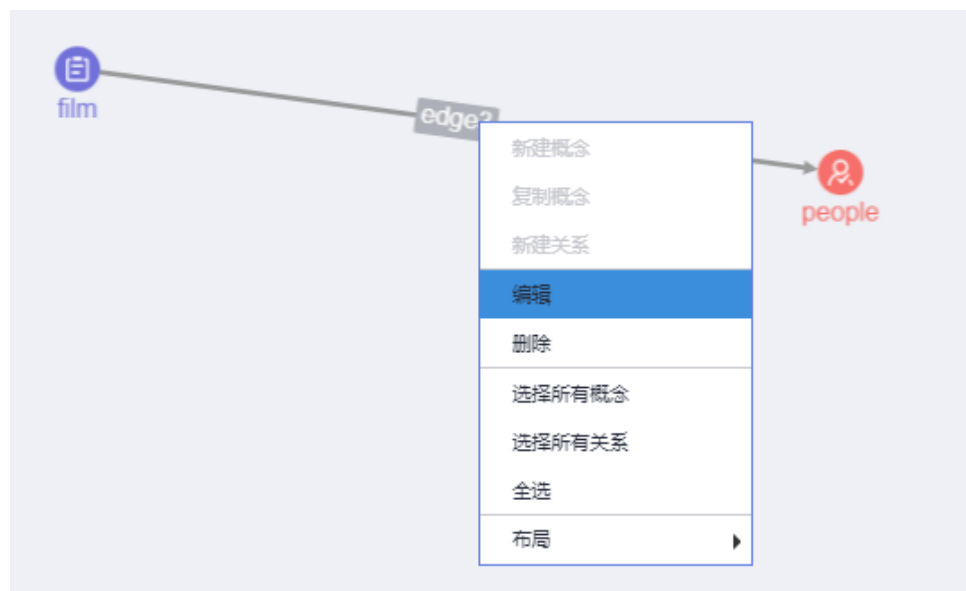 film
edge2
新建概念
people
复制概念
新建关系
编辑
删除
选择所有概念
选择所有关系
全选
布局